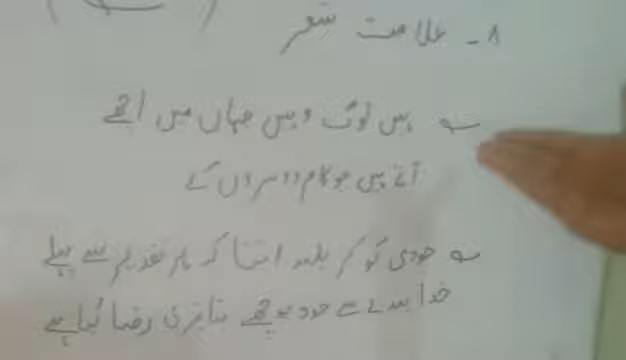 ۸۔ علامت شعر
؎ ہیں لوگ وہیں جہاں میں اچھے
آتے ہیں جو کام دوسروں کے
؎ خودی کو کر بلند اتنا کہ ہر تقدیر سے پہلے
خدا بندے سے خود پوچھے بتا تیری رضا کیا ہے